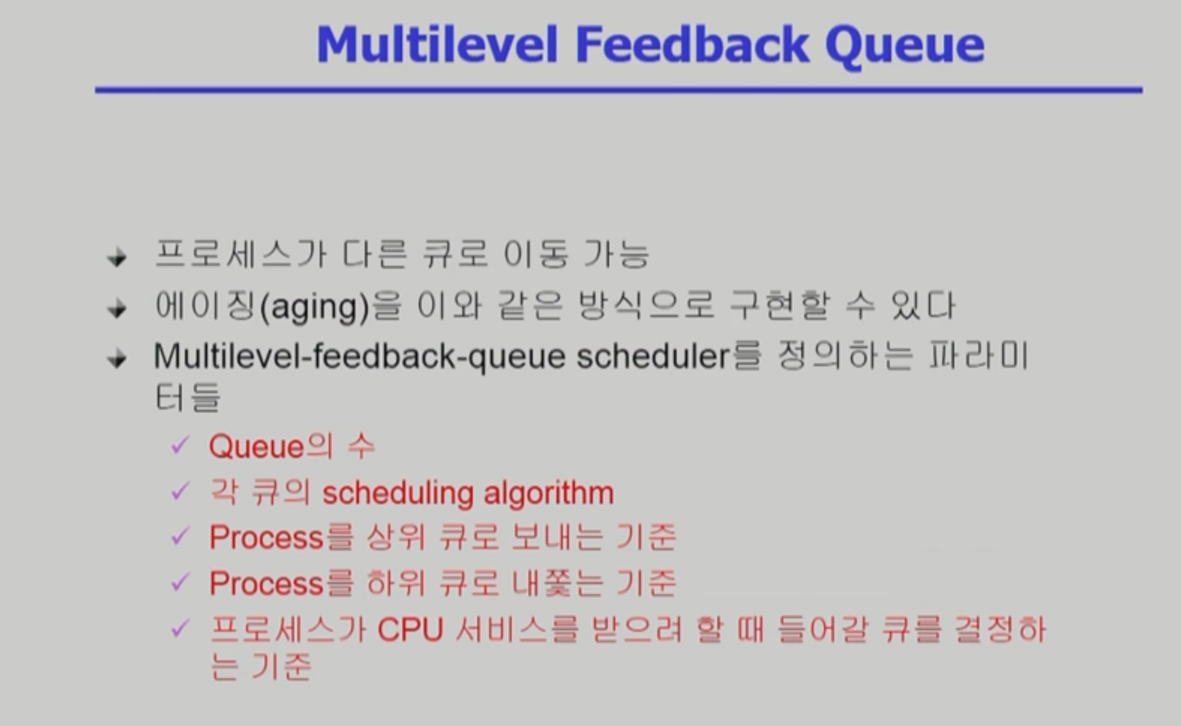 Multilevel Feedback Queue
프로세스가 다른 큐로 이동 가능
에이징(aging)을 이와 같은 방식으로 구현할 수 있다
Multilevel-feedback-queue scheduler를 정의하는 파라미
터들
Queue의 수
각 큐의 scheduling algorithm
Process를 상위 큐로 보내는 기준
Process를 하위 큐로 내쫓는 기준
프로세스가 CPU 서비스를 받으려 할 때 들어갈 큐를 결정하
는 기준